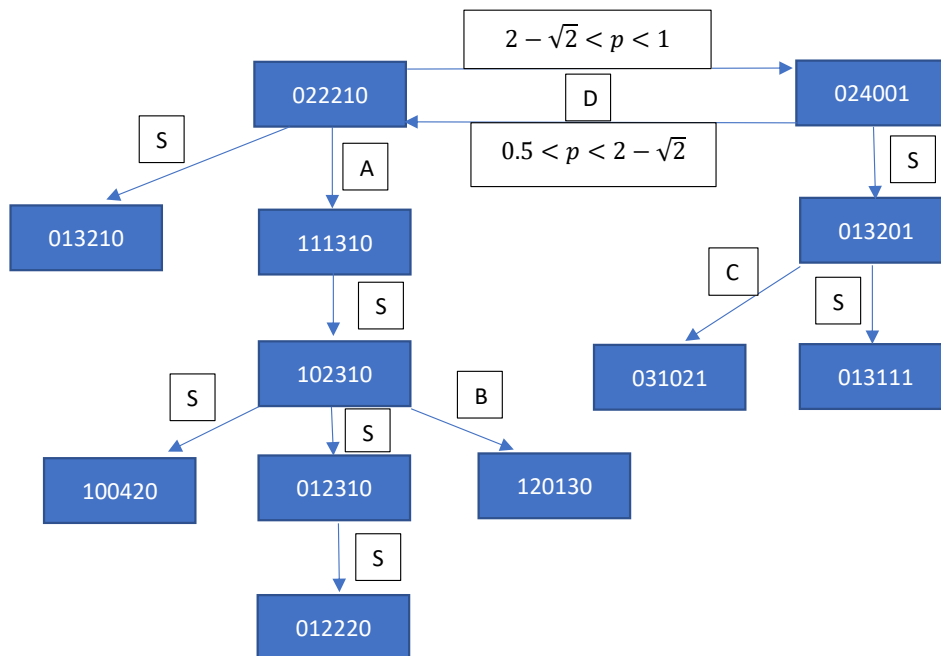 2 − √2 < p < 1
022210
D
024001
0.5 < p < 2 − √2
S
A
S
013210
111310
013201
C
S
S
102310
031021
013111
S
S
B
100420
012310
120130
S
012220